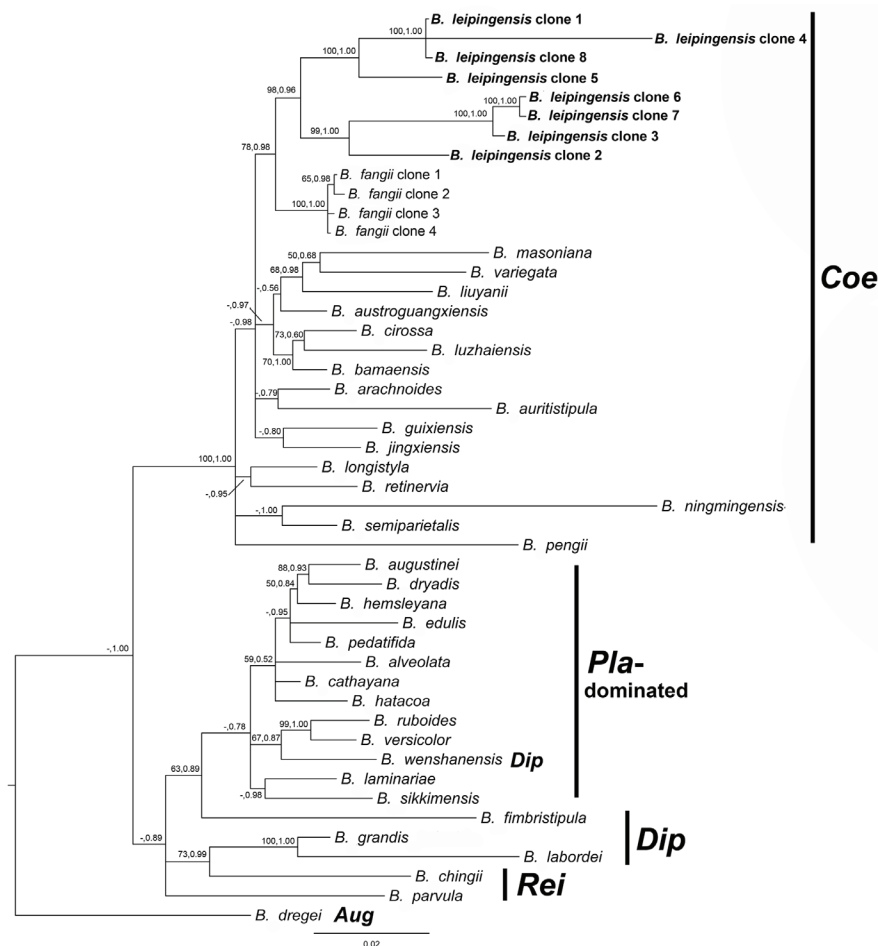 B. leipingensis clone 1
100,1.00
B. leipingensis clone 4
100,1.00
B. leipingensis clone 8
B. leipingensis clone 5
98,0.96
B. leipingensis clone 6
100,1.00
B. leipingensis clone 7
100,1.00
B. leipingensis clone 3
99,1.00
78,0.98
B. leipingensis clone 2
B. fangii clone 1
65,0.98
B. fangii clone 2
100,1.00
B. fangii clone 3
B. fangii clone 4
B. masoniana
50,0.68
68,0.98
B. variegata
Coe
-,0.56
B. liuyanii
-,0.97
B. austroguangxiensis
-,0.98
B. cirossa
73,0.60
B. luzhaiensis
70,1.00
B. bamaensis
B. arachnoides
-,0.79
B. auritistipula
B. guixiensis
-,0.80
B. jingxiensis
100,1.00
B. longistyla
B. retinervia
-,0.95
B. ningmingensis
-,1.00
B. semiparietalis
B. pengii
B. augustinei
88,0.93
50,0.84
B. dryadis
B. hemsleyana
-,0.95
B. edulis
B. pedatifida
-,1.00
59,0.52
B. alveolata
Pla-
B. cathayana
dominated
B. hatacoa
B. ruboides
99,1.00
-,0.78
67,0.87
B. versicolor
B. wenshanensis Dip
63,0.89
B. laminariae
-,0.98
B. sikkimensis
B. fimbristipula
-,0.89
B. grandis
100,1.00
Dip
73,0.99
B. labordei
B. chingii
Rei
B. parvula
B. dregei Aug
0.02